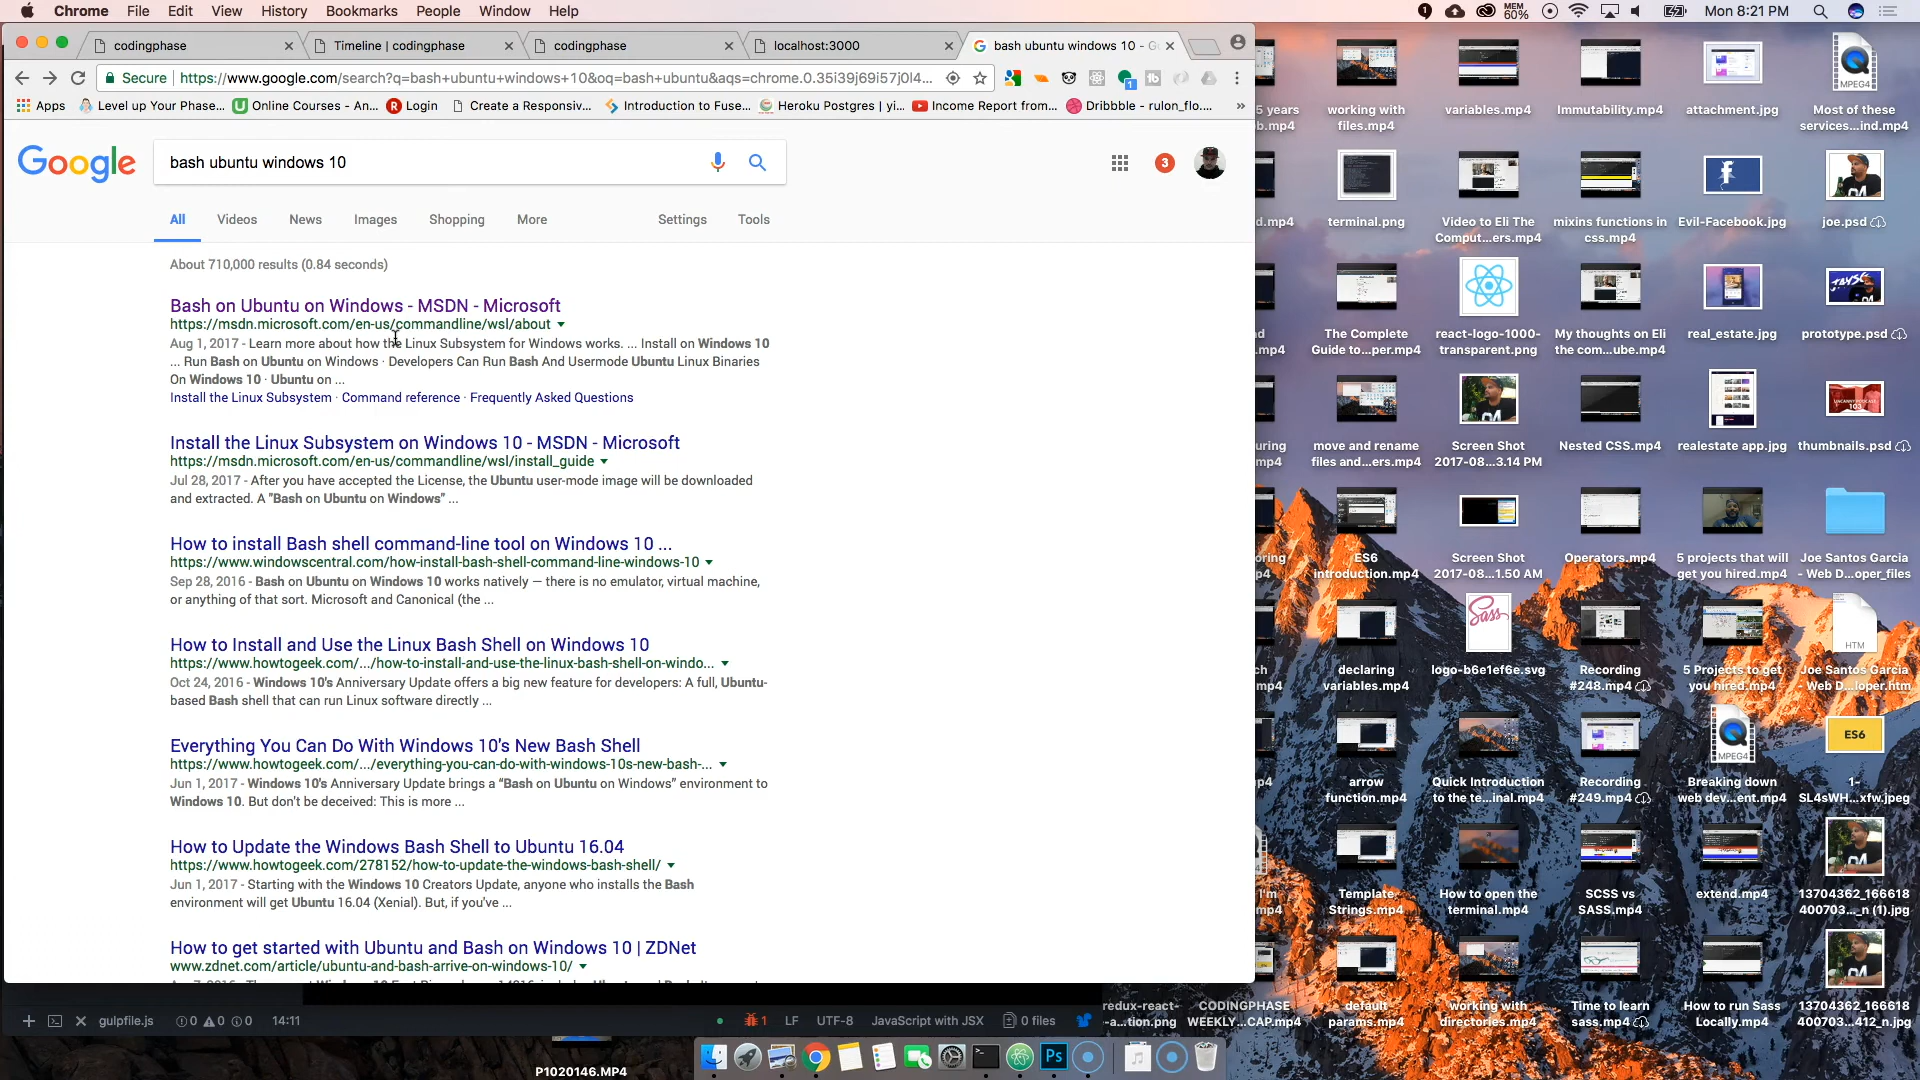 Chrome File Edit View History Bookmarks People Window Help
MEM 60% Mon 8:21 PM
codingphase
Timeline | codingphase
codingphase
localhost:3000
bash ubuntu windows 10 - G
Secure https://www.google.com/search?q=bash+ubuntu+windows+10&oq=bash+ubuntu&aqs=chrome.0.35i39j69i57j0l4...
Apps Level up Your Phase... Online Courses - An... Login Create a Responsiv... Introduction to Fuse... Heroku Postgres | yi... Income Report from... Dribbble - rulon_flo.... »
Google
bash ubuntu windows 10
3
All Videos News Images Shopping More Settings Tools
About 710,000 results (0.84 seconds)
Bash on Ubuntu on Windows - MSDN - Microsoft
https://msdn.microsoft.com/en-us/commandline/wsl/about
Aug 1, 2017 - Learn more about how the Linux Subsystem for Windows works. ... Install on Windows 10
... Run Bash on Ubuntu on Windows · Developers Can Run Bash And Usermode Ubuntu Linux Binaries
On Windows 10 · Ubuntu on ...
Install the Linux Subsystem · Command reference · Frequently Asked Questions
Install the Linux Subsystem on Windows 10 - MSDN - Microsoft
https://msdn.microsoft.com/en-us/commandline/wsl/install_guide
Jul 28, 2017 - After you have accepted the License, the Ubuntu user-mode image will be downloaded
and extracted. A "Bash on Ubuntu on Windows" ...
How to install Bash shell command-line tool on Windows 10 ...
https://www.windowscentral.com/how-install-bash-shell-command-line-windows-10
Sep 28, 2016 - Bash on Ubuntu on Windows 10 works natively — there is no emulator, virtual machine,
or anything of that sort. Microsoft and Canonical (the ...
How to Install and Use the Linux Bash Shell on Windows 10
https://www.howtogeek.com/.../how-to-install-and-use-the-linux-bash-shell-on-windo...
Oct 24, 2016 - Windows 10's Anniversary Update offers a big new feature for developers: A full, Ubuntu-
based Bash shell that can run Linux software directly ...
Everything You Can Do With Windows 10's New Bash Shell
https://www.howtogeek.com/.../everything-you-can-do-with-windows-10s-new-bash-...
Jun 1, 2017 - Windows 10's Anniversary Update brings a "Bash on Ubuntu on Windows" environment to
Windows 10. But don't be deceived: This is more ...
How to Update the Windows Bash Shell to Ubuntu 16.04
https://www.howtogeek.com/278152/how-to-update-the-windows-bash-shell/
Jun 1, 2017 - Starting with the Windows 10 Creators Update, anyone who installs the Bash
environment will get Ubuntu 16.04 (Xenial). But, if you've ...
How to get started with Ubuntu and Bash on Windows 10 | ZDNet
www.zdnet.com/article/ubuntu-and-bash-arrive-on-windows-10/
gulpfile.js 0 0 0 14:11 1 LF UTF-8 JavaScript with JSX 0 files
P1020146.MP4
Ps
5 years
b.mp4
working with
files.mp4
variables.mp4
Immutability.mp4
attachment.jpg
MPEG4
Most of these
services...ind.mp4
d.mp4
terminal.png
Video to Eli The
Comput...ers.mp4
mixins functions in
css.mp4
Evil-Facebook.jpg
joe.psd
The Complete
Guide to...per.mp4
react-logo-1000-
transparent.png
My thoughts on Eli
the com...ube.mp4
real_estate.jpg
prototype.psd
move and rename
files and...ers.mp4
Screen Shot
2017-08...3.14 PM
Nested CSS.mp4
realestate app.jpg
thumbnails.psd
ES6
introduction.mp4
Screen Shot
2017-08...1.50 AM
Operators.mp4
5 projects that will
get you hired.mp4
Joe Santos Garcia
- Web D...oper_files
declaring
variables.mp4
Sass
logo-b6e1ef6e.svg
Recording
#248.mp4
5 Projects to get
you hired.mp4
HTM
Joe Santos Garcia
- Web D...loper.htm
arrow
function.mp4
Quick Introduction
to the te...inal.mp4
Recording
#249.mp4
MPEG4
Breaking down
web dev...ent.mp4
ES6
1-
SL4sWH...xfw.jpeg
Template
Strings.mp4
How to open the
terminal.mp4
SCSS vs
SASS.mp4
extend.mp4
13704362_166618
400703..._n (1).jpg
redux-react-
-a...tion.png
CODINGPHASE
WEEKLY...CAP.mp4
default
params.mp4
working with
directories.mp4
Time to learn
sass.mp4
How to run Sass
Locally.mp4
13704362_166618
400703...412_n.jpg